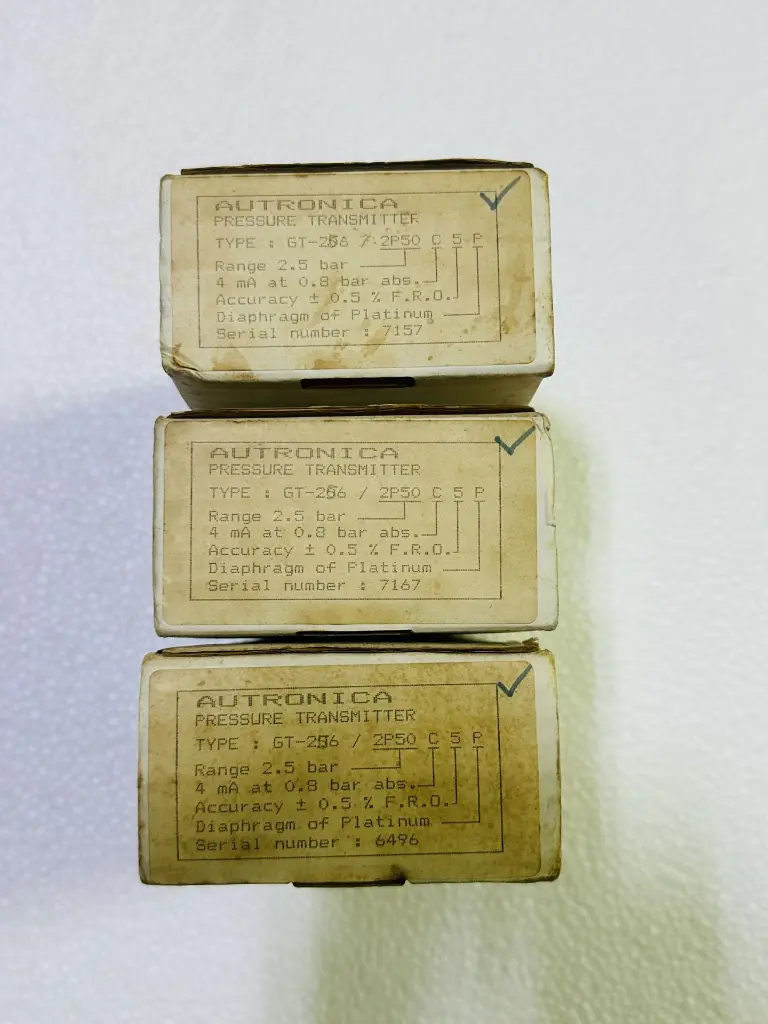 AUTRONICA
PRESSURE TRANSMITTER
TYPE : GT-256 / 2P50 C 5 P
Range 2.5 bar
4 mA at 0.8 bar abs.
Accuracy ± 0.5 % F.R.O.
Diaphragm of Platinum
Serial number : 7157
AUTRONICA
PRESSURE TRANSMITTER
TYPE : GT-256 / 2P50 C 5 P
Range 2.5 bar
4 mA at 0.8 bar abs.
Accuracy ± 0.5 % F.R.O.
Diaphragm of Platinum
Serial number : 7167
AUTRONICA
PRESSURE TRANSMITTER
TYPE : GT-256 / 2P50 C 5 P
Range 2.5 bar
4 mA at 0.8 bar abs.
Accuracy ± 0.5 % F.R.O.
Diaphragm of Platinum
Serial number : 6496